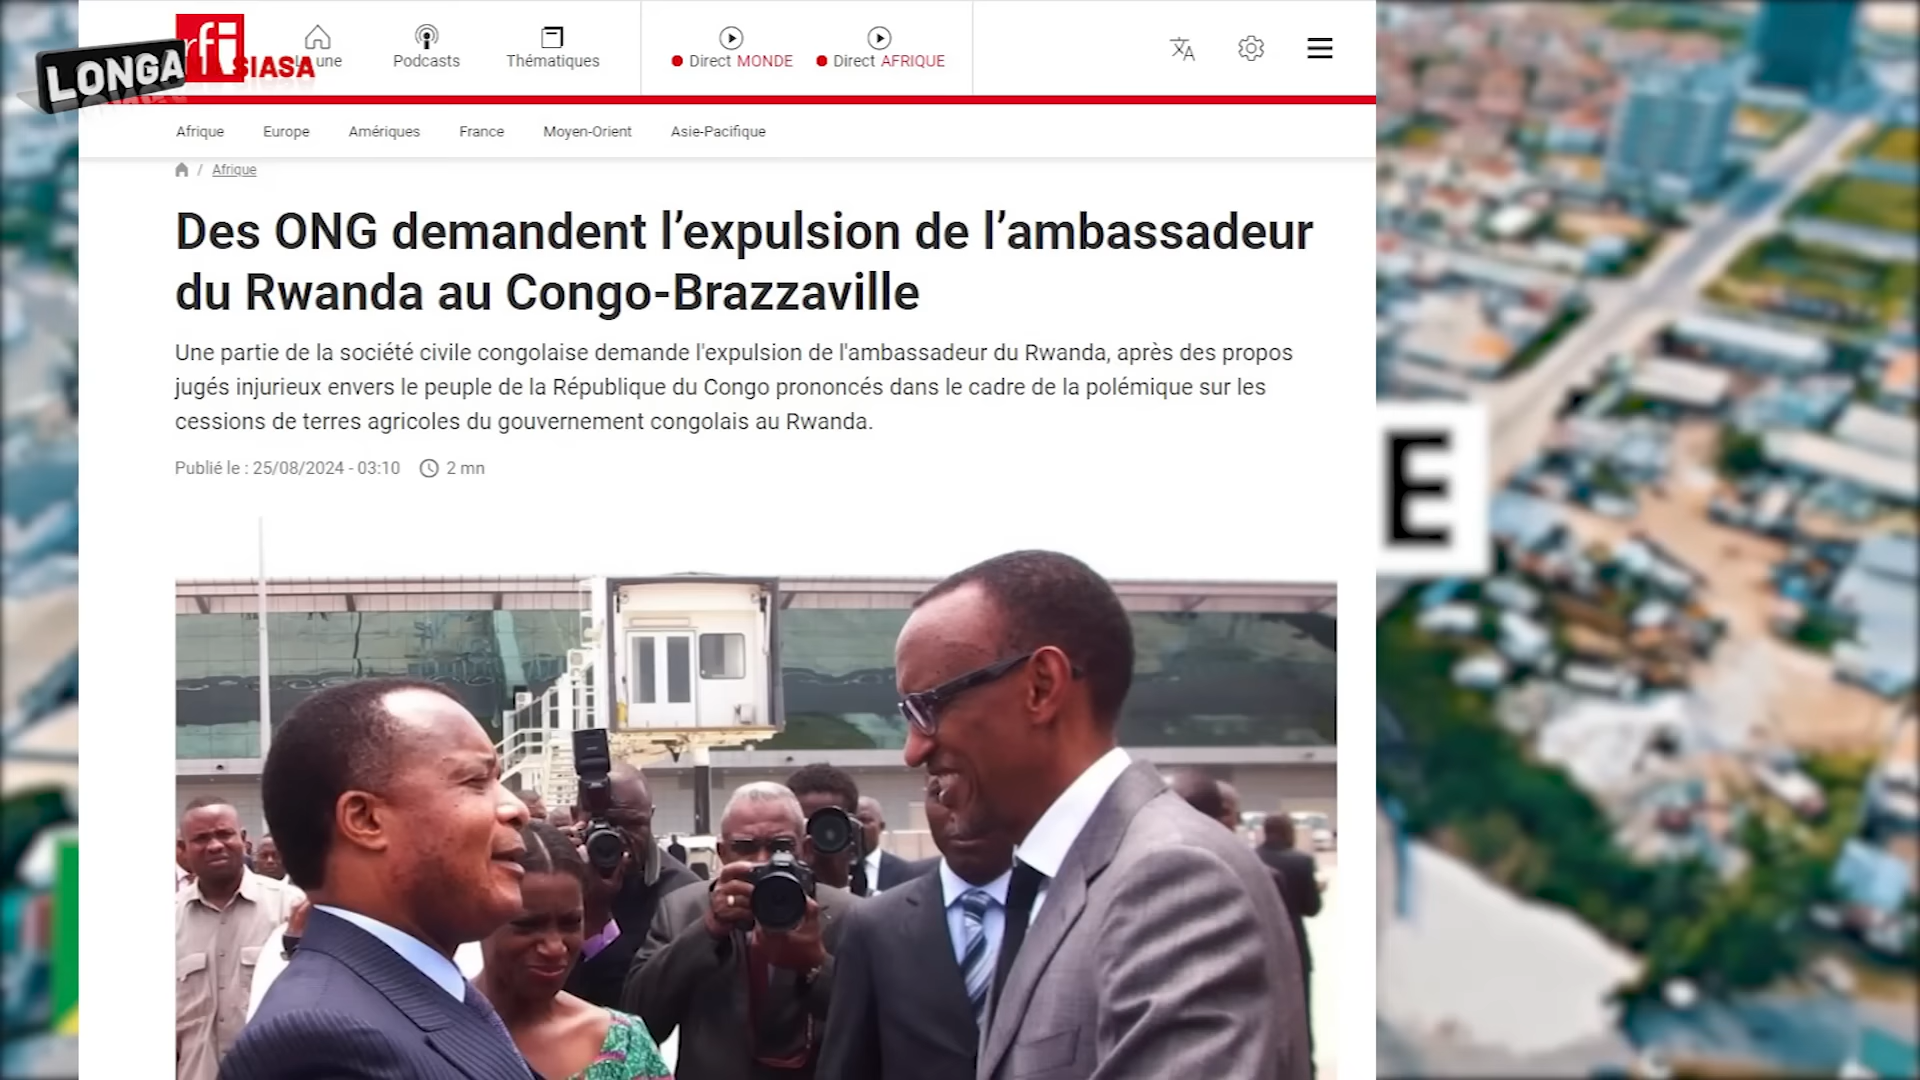 LONGA
rfi
SIASA
une
Podcasts
Thématiques
Direct MONDE
Direct AFRIQUE
Afrique
Europe
Amériques
France
Moyen-Orient
Asie-Pacifique
/ Afrique
Des ONG demandent l’expulsion de l’ambassadeur
du Rwanda au Congo-Brazzaville
Une partie de la société civile congolaise demande l'expulsion de l'ambassadeur du Rwanda, après des propos
jugés injurieux envers le peuple de la République du Congo prononcés dans le cadre de la polémique sur les
cessions de terres agricoles du gouvernement congolais au Rwanda.
Publié le : 25/08/2024 - 03:10
2 mn
E